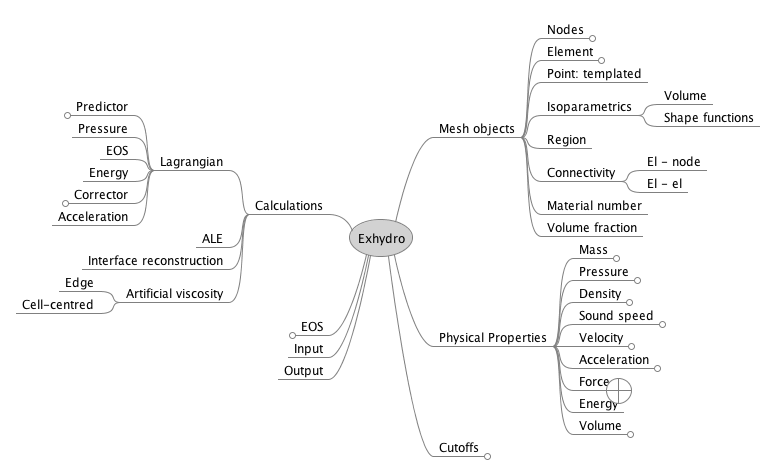 Exhydro
Calculations
Lagrangian
Predictor
Pressure
EOS
Energy
Corrector
Acceleration
ALE
Interface reconstruction
Artificial viscosity
Edge
Cell-centred
EOS
Input
Output
Mesh objects
Nodes
Element
Point: templated
Isoparametrics
Volume
Shape functions
Region
Connectivity
El - node
El - el
Material number
Volume fraction
Physical Properties
Mass
Pressure
Density
Sound speed
Velocity
Acceleration
Force
Energy
Volume
Cutoffs